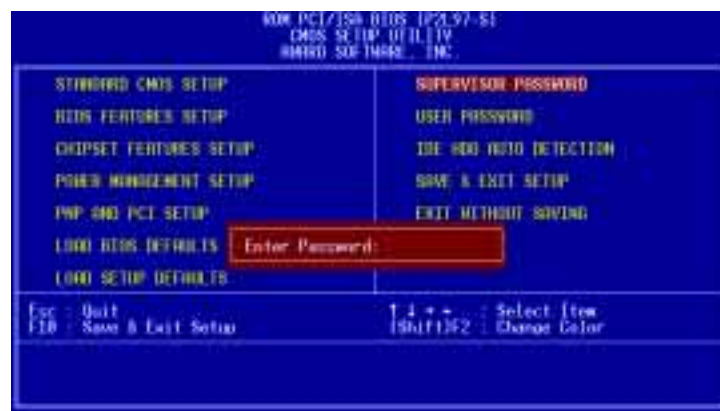 ROM PCI/ISA BIOS (P2L97-S)
CMOS SETUP UTILITY
AWARD SOFTWARE, INC.
STANDARD CMOS SETUP
BIOS FEATURES SETUP
CHIPSET FEATURES SETUP
POWER MANAGEMENT SETUP
PNP AND PCI SETUP
LOAD BIOS DEFAULTS
LOAD SETUP DEFAULTS
SUPERVISOR PASSWORD
USER PASSWORD
IDE HDD AUTO DETECTION
SAVE & EXIT SETUP
EXIT WITHOUT SAVING
Enter Password:
Esc : Quit
F10 : Save & Exit Setup
↑ ↓ → ← : Select Item
(Shift)F2 : Change Color